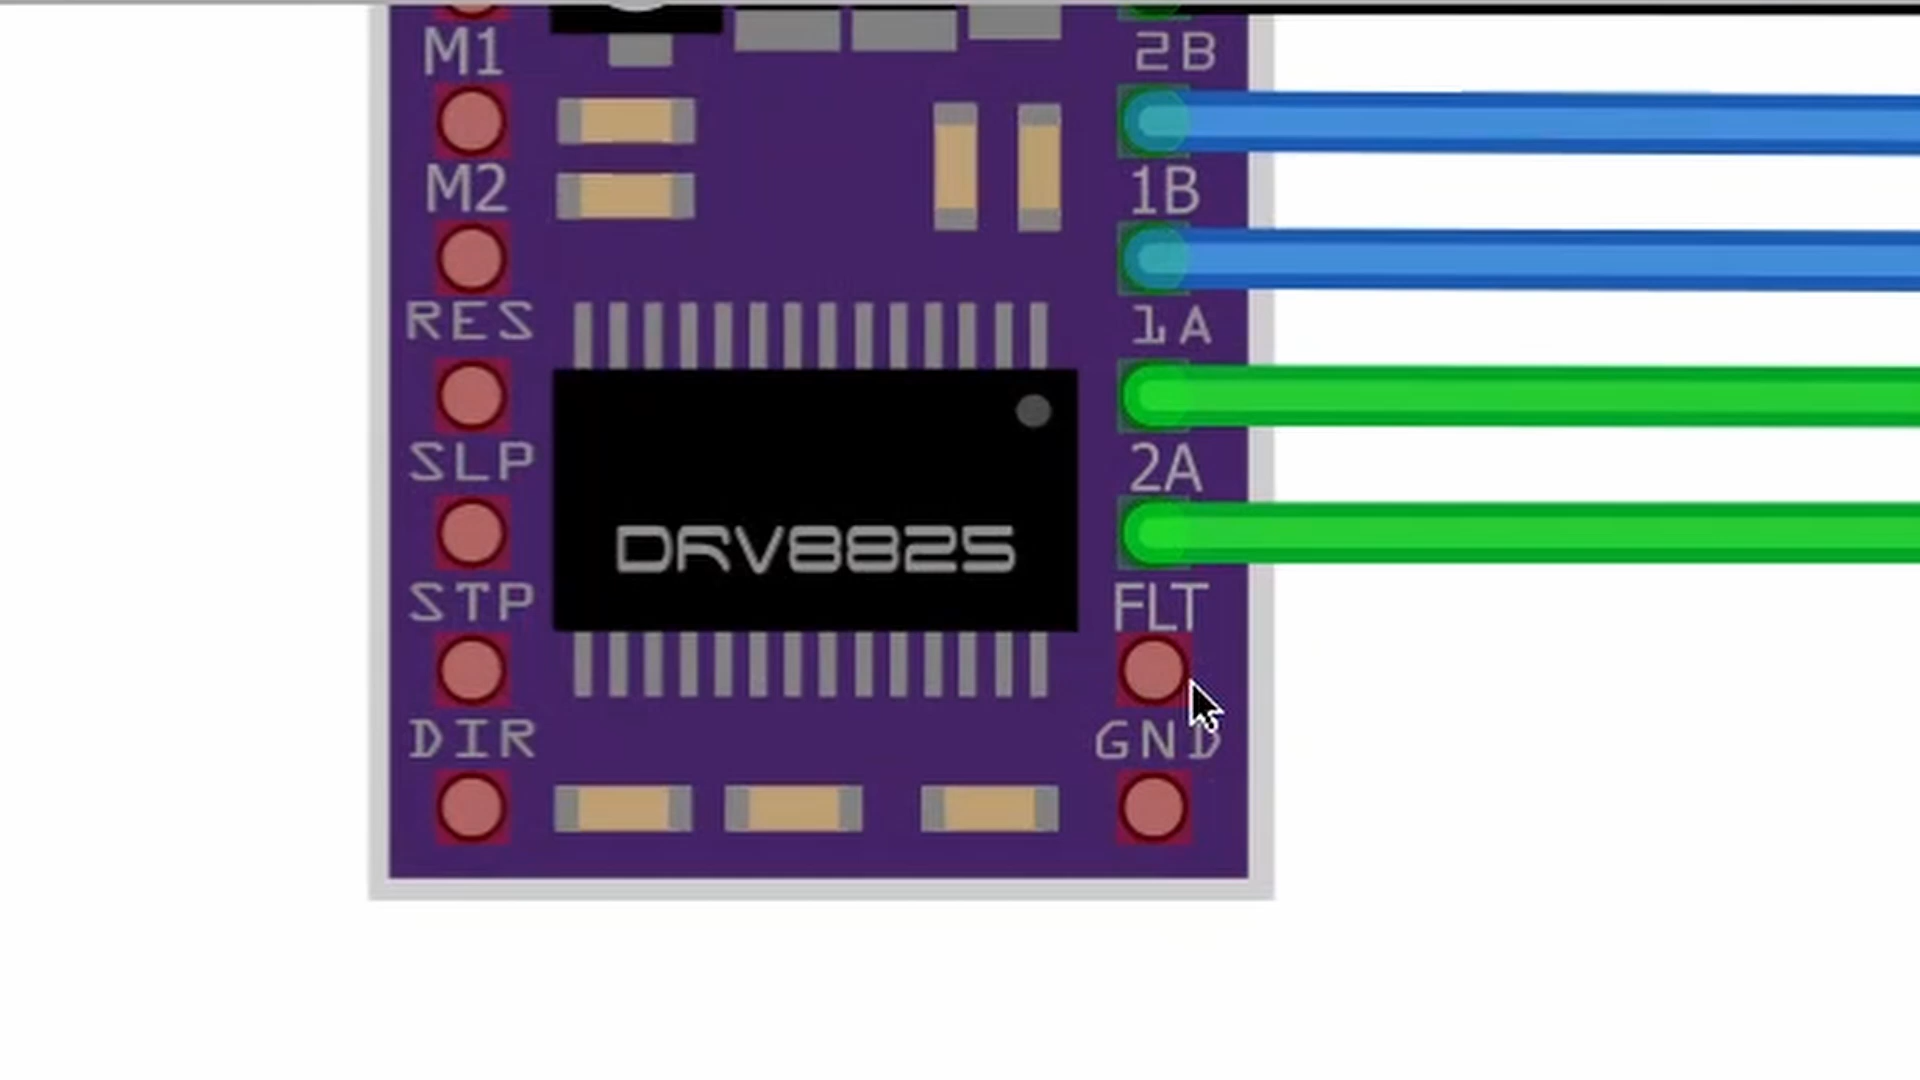 M1
2B
M2
1B
RES
1A
SLP
2A
DRV8825
STP
FLT
DIR
GND